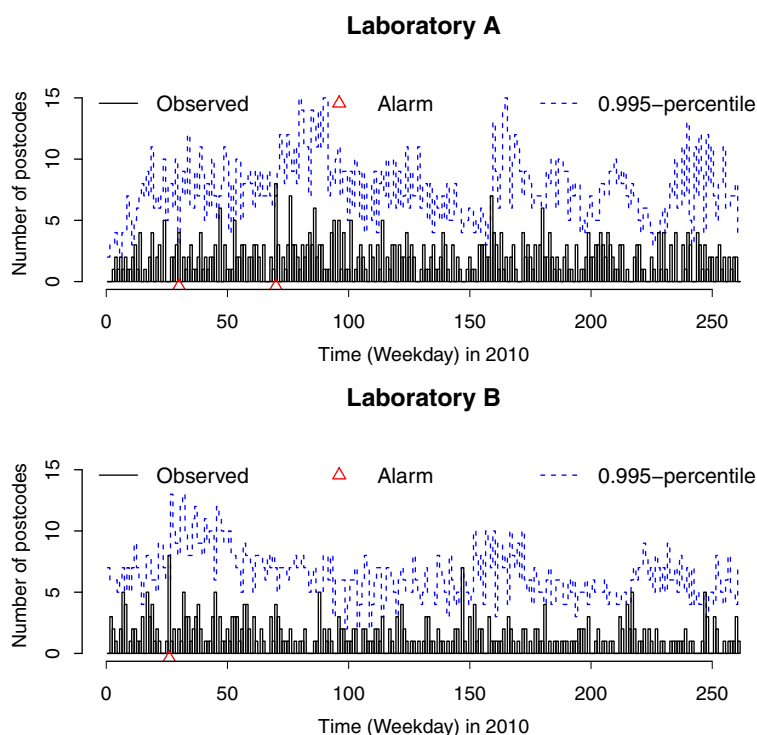 Laboratory A
Observed Alarm 0.995−percentile
Number of postcodes
15
10
5
0
0 50 100 150 200 250
Time (Weekday) in 2010
Laboratory B
Observed Alarm 0.995−percentile
Number of postcodes
15
10
5
0
0 50 100 150 200 250
Time (Weekday) in 2010